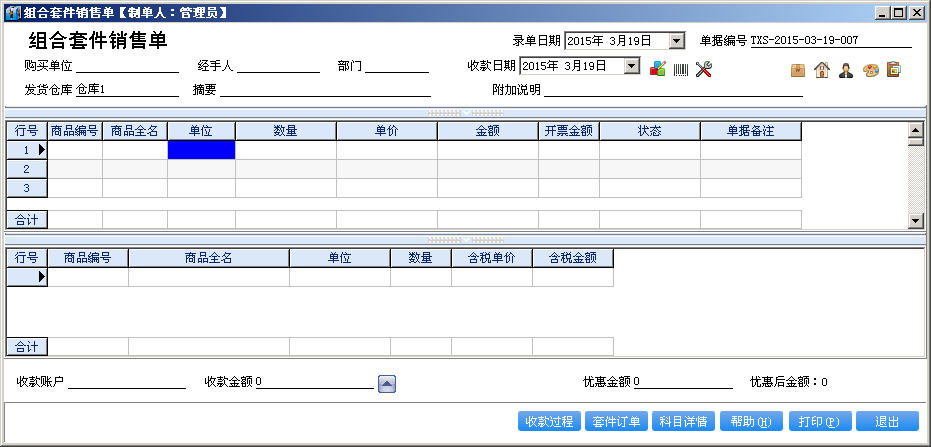 组合套件销售单【制单人：管理员】
组合套件销售单
录单日期 2015年 3月19日 单据编号 TXS-2015-03-19-007
购买单位 经手人 部门 收款日期 2015年 3月19日
发货仓库 仓库1 摘要 附加说明
行号 商品编号 商品全名 单位 数量 单价 金额 开票金额 状态 单据备注
1
2
3
合计
行号 商品编号 商品全名 单位 数量 含税单价 含税金额
合计
收款账户 收款金额 0 优惠金额 0 优惠后金额：0
收款过程 套件订单 科目详情 帮助(H) 打印(P) 退出